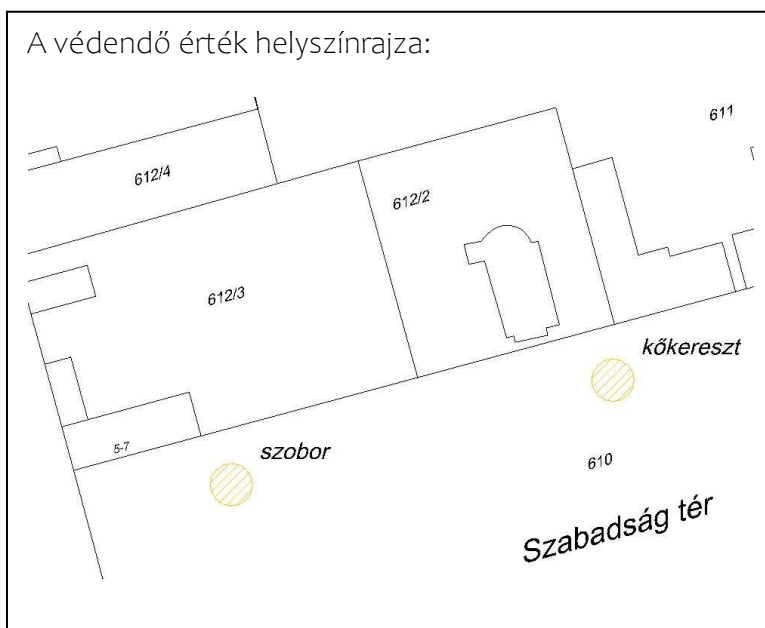 A védendő érték helyszínrajza:
611
612/4
612/2
612/3
kőkereszt
5-7
szobor
610
Szabadság tér